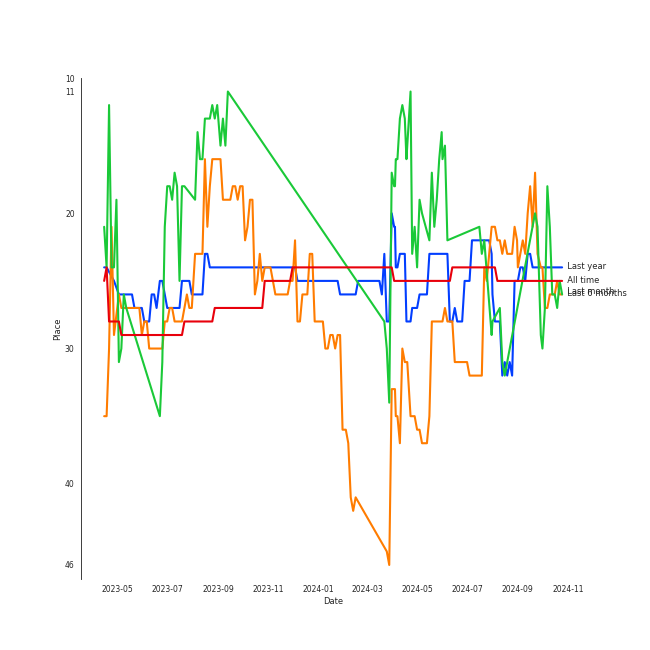 10
11
20
30
40
46
Place
2023-05
2023-07
2023-09
2023-11
2024-01
2024-03
2024-05
2024-07
2024-09
2024-11
Date
Last year
All time
Last month
Last 6 months